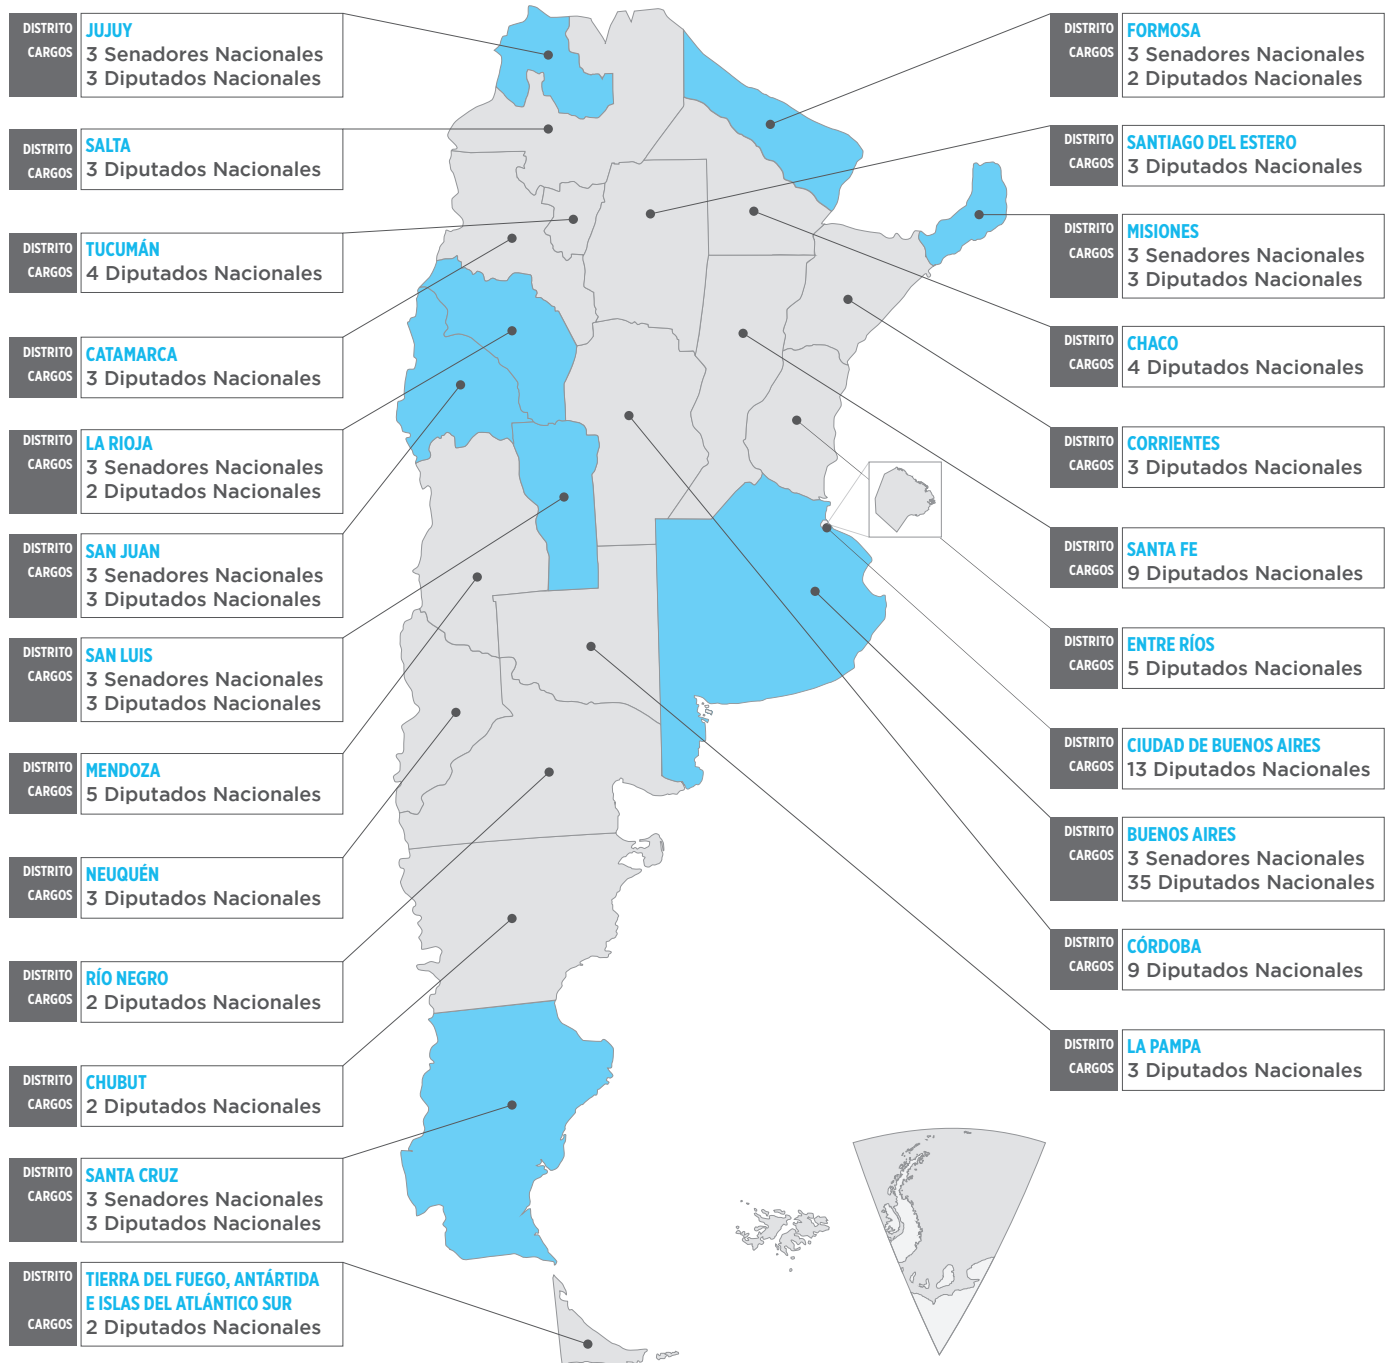 DISTRITO
JUJUY
CARGOS
3 Senadores Nacionales
3 Diputados Nacionales
DISTRITO
SALTA
CARGOS
3 Diputados Nacionales
DISTRITO
TUCUMÁN
CARGOS
4 Diputados Nacionales
DISTRITO
CATAMARCA
CARGOS
3 Diputados Nacionales
DISTRITO
LA RIOJA
CARGOS
3 Senadores Nacionales
2 Diputados Nacionales
DISTRITO
SAN JUAN
CARGOS
3 Senadores Nacionales
3 Diputados Nacionales
DISTRITO
SAN LUIS
CARGOS
3 Senadores Nacionales
3 Diputados Nacionales
DISTRITO
MENDOZA
CARGOS
5 Diputados Nacionales
DISTRITO
NEUQUÉN
CARGOS
3 Diputados Nacionales
DISTRITO
RÍO NEGRO
CARGOS
2 Diputados Nacionales
DISTRITO
CHUBUT
CARGOS
2 Diputados Nacionales
DISTRITO
SANTA CRUZ
CARGOS
3 Senadores Nacionales
3 Diputados Nacionales
DISTRITO
TIERRA DEL FUEGO, ANTÁRTIDA
E ISLAS DEL ATLÁNTICO SUR
CARGOS
2 Diputados Nacionales
DISTRITO
FORMOSA
CARGOS
3 Senadores Nacionales
2 Diputados Nacionales
DISTRITO
SANTIAGO DEL ESTERO
CARGOS
3 Diputados Nacionales
DISTRITO
MISIONES
CARGOS
3 Senadores Nacionales
3 Diputados Nacionales
DISTRITO
CHACO
CARGOS
4 Diputados Nacionales
DISTRITO
CORRIENTES
CARGOS
3 Diputados Nacionales
DISTRITO
SANTA FE
CARGOS
9 Diputados Nacionales
DISTRITO
ENTRE RÍOS
CARGOS
5 Diputados Nacionales
DISTRITO
CIUDAD DE BUENOS AIRES
CARGOS
13 Diputados Nacionales
DISTRITO
BUENOS AIRES
CARGOS
3 Senadores Nacionales
35 Diputados Nacionales
DISTRITO
CÓRDOBA
CARGOS
9 Diputados Nacionales
DISTRITO
LA PAMPA
CARGOS
3 Diputados Nacionales